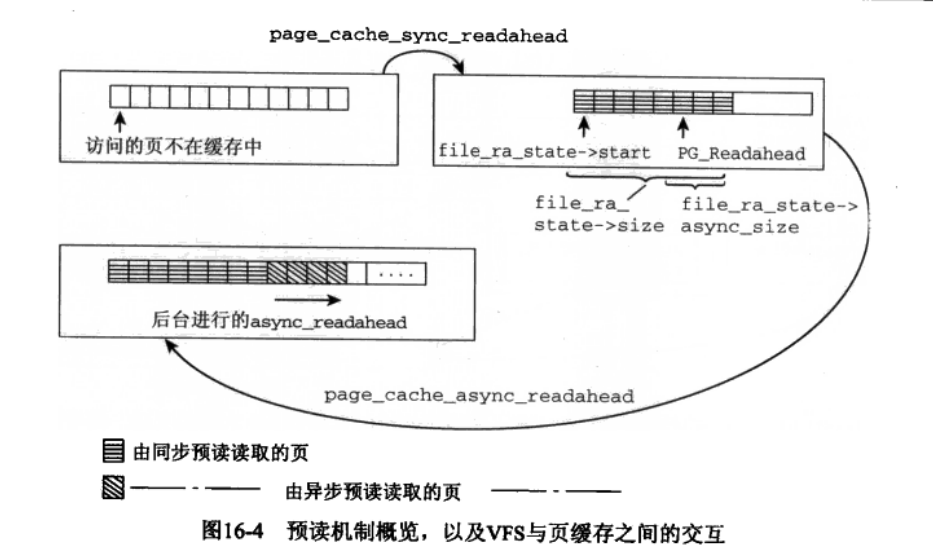 page_cache_sync_readahead
访问的页不在缓存中
file_ra_state->start PG_Readahead
file_ra_
state->size
file_ra_state->
async_size
....
后台进行的async_readahead
page_cache_async_readahead
由同步预读读取的页
由异步预读读取的页
图16-4 预读机制概览，以及VFS与页缓存之间的交互